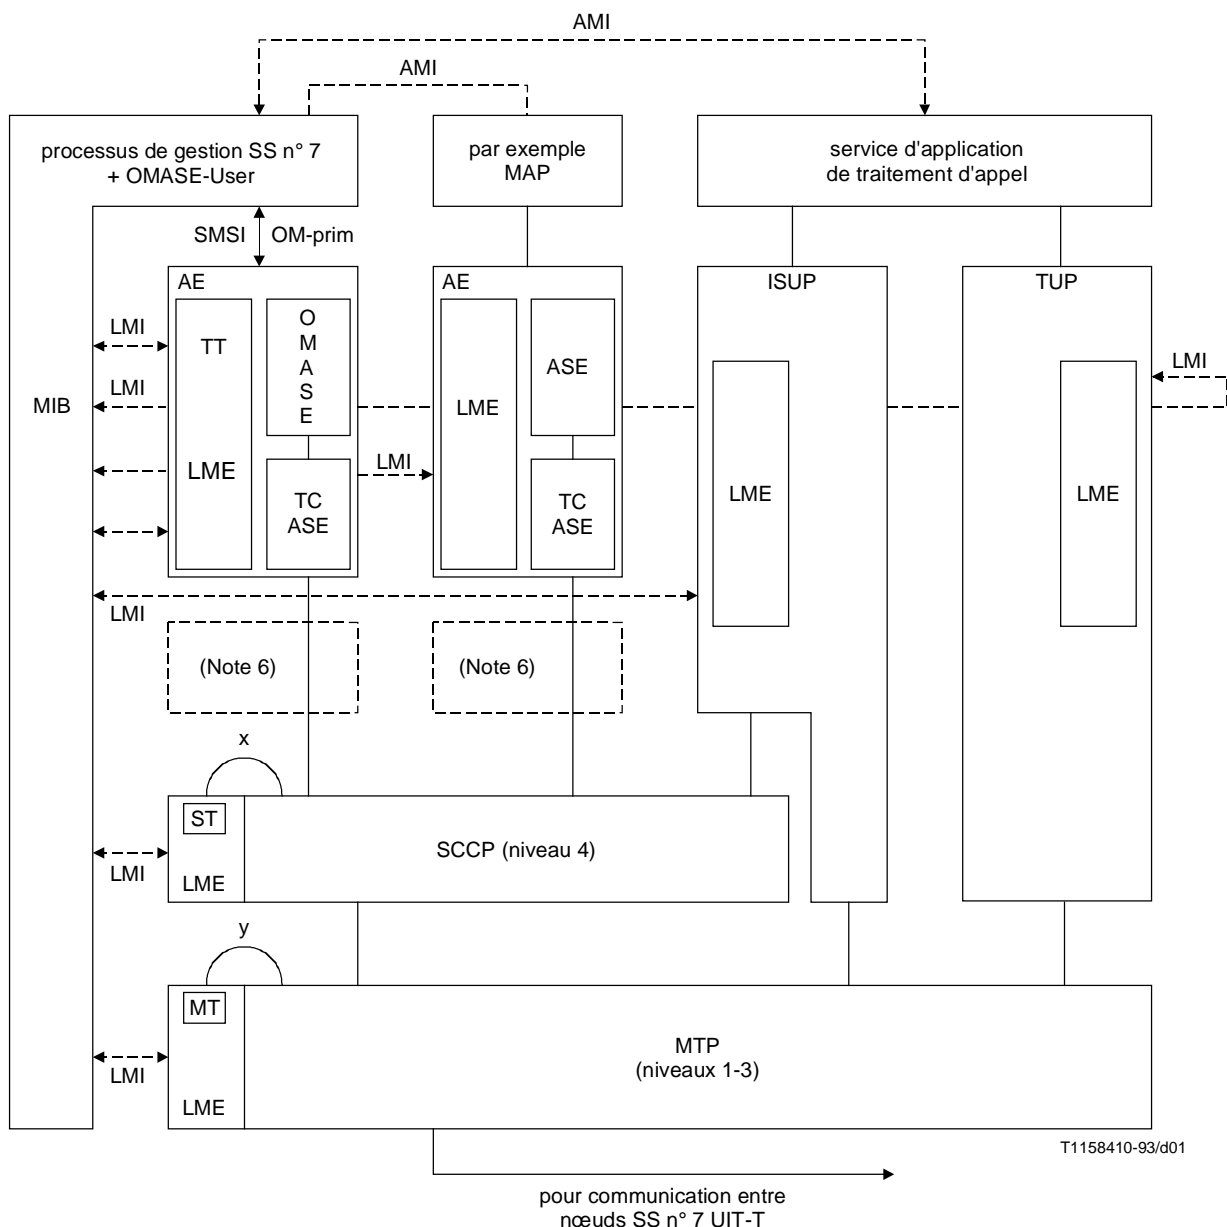 AMI
AMI
processus de gestion SS n° 7
+ OMASE-User
par exemple
MAP
service d'application
de traitement d'appel
SMSI
OM-prim
AE
AE
ISUP
TUP
LMI
TT
OMASE
LMI
ASE
LMI
MIB
LMI
LME
LME
LMI
LME
LME
TC
ASE
TC
ASE
LMI
(Note 6)
(Note 6)
x
ST
SCCP (niveau 4)
LMI
LME
y
MT
MTP
(niveaux 1-3)
LMI
LME
T1158410-93/d01
pour communication entre
nœuds SS n° 7 UIT-T